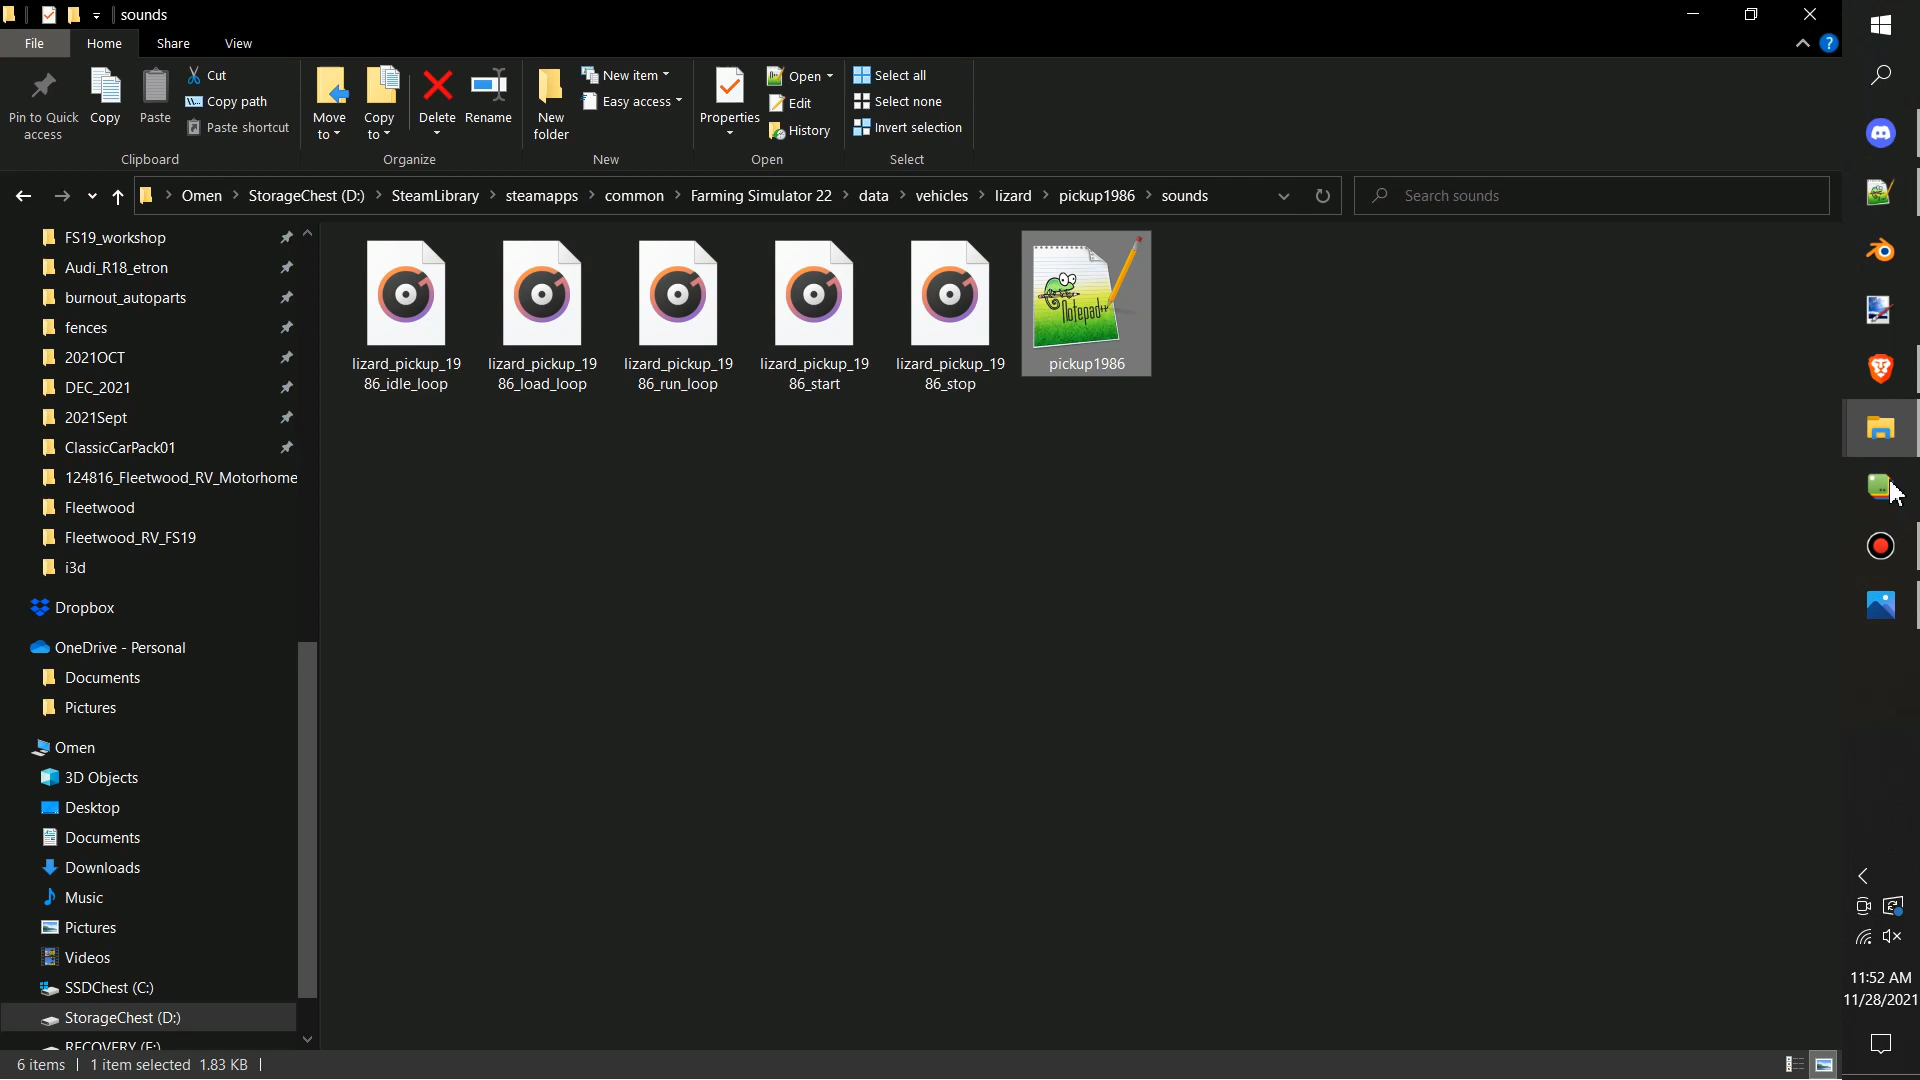 sounds
File
Home
Share
View
Pin to Quick
access
Copy
Paste
Cut
Copy path
Paste shortcut
Clipboard
Move
to
Copy
to
Delete
Rename
Organize
New
folder
New item
Easy access
New
Properties
Open
Edit
History
Open
Select all
Select none
Invert selection
Select
Omen
StorageChest (D:)
SteamLibrary
steamapps
common
Farming Simulator 22
data
vehicles
lizard
pickup1986
sounds
Search sounds
FS19_workshop
Audi_R18_etron
burnout_autoparts
fences
2021OCT
DEC_2021
2021Sept
ClassicCarPack01
124816_Fleetwood_RV_Motorhome
Fleetwood
Fleetwood_RV_FS19
i3d
Dropbox
OneDrive - Personal
Documents
Pictures
Omen
3D Objects
Desktop
Documents
Downloads
Music
Pictures
Videos
SSDChest (C:)
StorageChest (D:)
RECOVERY (E:)
lizard_pickup_19
86_idle_loop
lizard_pickup_19
86_load_loop
lizard_pickup_19
86_run_loop
lizard_pickup_19
86_start
lizard_pickup_19
86_stop
Notepad++
pickup1986
6 items
1 item selected 1.83 KB
11:52 AM
11/28/2021